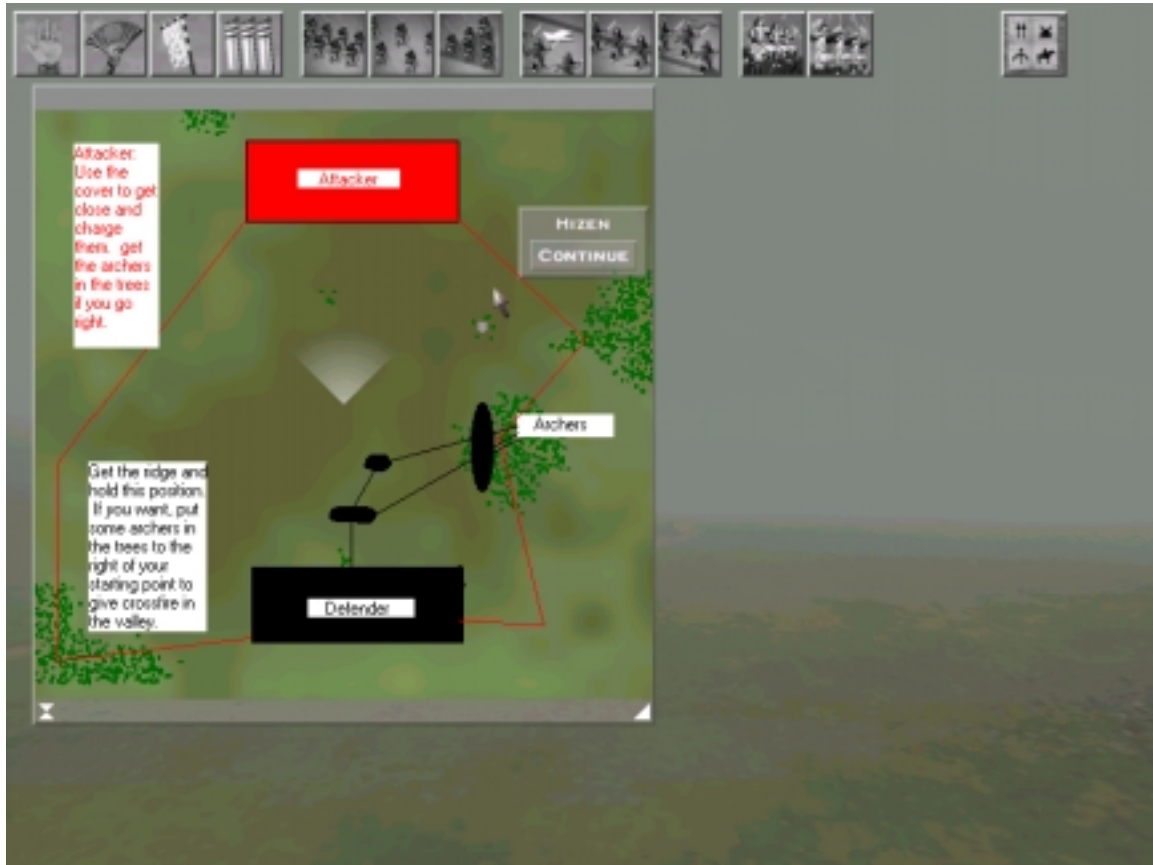 Attacker:
Use the
cover to get
close and
charge
them. get
the archers
in the trees
if you go
right.
Attacker
HIZEN
CONTINUE
Archers
Get the ridge and
hold this position.
If you want, put
some archers in
the trees to the
right of your
starting point to
give crossfire in
the valley.
Defender